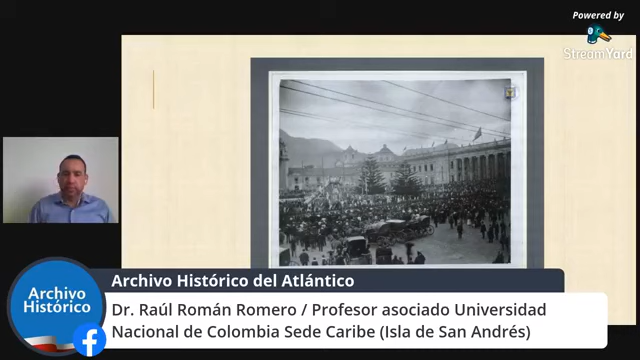 Powered by
StreamYard
Archivo Histórico del Atlántico
Archivo
Histórico
Dr. Raúl Román Romero / Profesor asociado Universidad
Nacional de Colombia Sede Caribe (Isla de San Andrés)